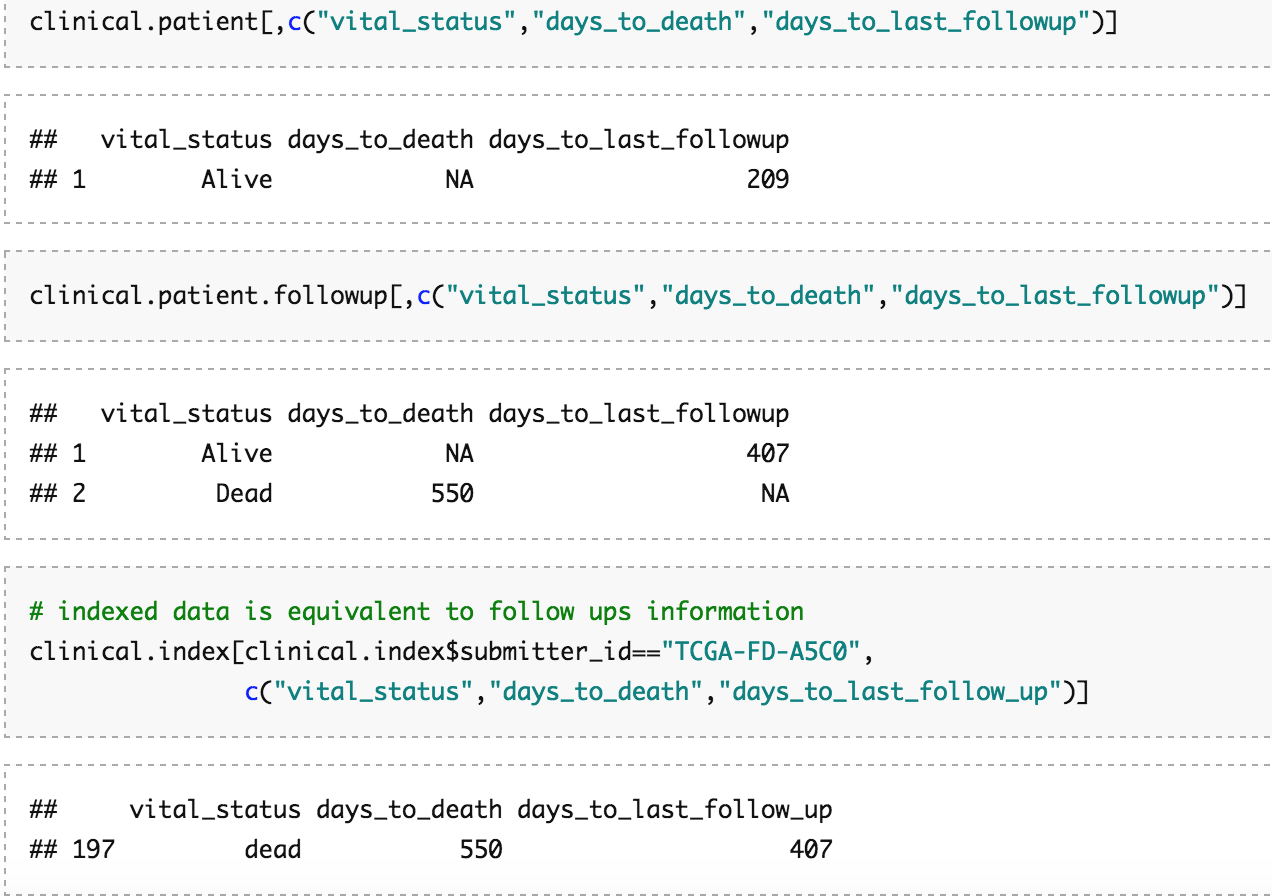 clinical.patient[,c("vital_status","days_to_death","days_to_last_followup")]
##   vital_status days_to_death days_to_last_followup
## 1        Alive            NA                   209
clinical.patient.followup[,c("vital_status","days_to_death","days_to_last_followup")]
##   vital_status days_to_death days_to_last_followup
## 1        Alive            NA                   407
## 2         Dead           550                    NA
# indexed data is equivalent to follow ups information
clinical.index[clinical.index$submitter_id=="TCGA-FD-A5C0",
               c("vital_status","days_to_death","days_to_last_follow_up")]
##     vital_status days_to_death days_to_last_follow_up
## 197         dead           550                    407